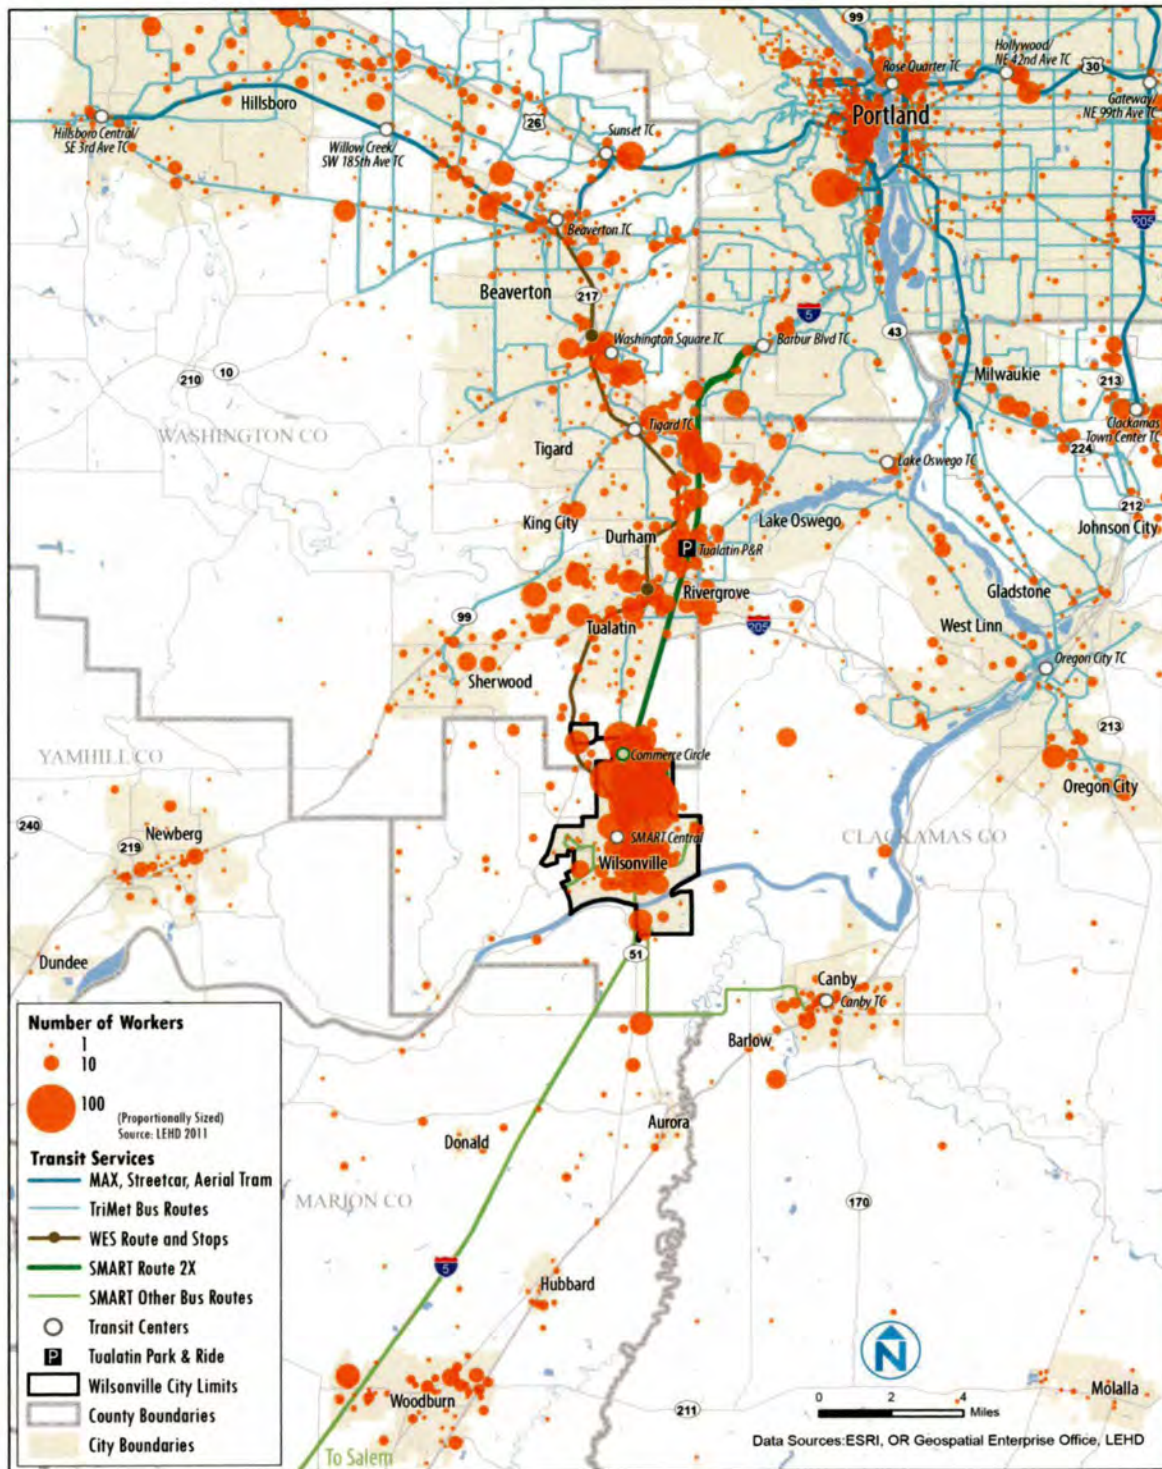 99
Hollywood/
NE 42nd Ave TC
Rose Quarter TC
30
Gateway/
NE 99th Ave TC
Portland
Hillsboro
Hillsboro Central/
SE 3rd Ave TC
26
Sunset TC
Willow Creek/
SW 185th Ave TC
205
Beaverton TC
Beaverton
217
5
43
Barbur Blvd TC
Washington Square TC
Milwaukie
10
210
213
WASHINGTON CO
Clackamas
Town Center TC
Tigard TC
Tigard
224
Lake Oswego TC
212
King City
Lake Oswego
Johnson City
Durham
P
Tualatin P&R
Rivergrove
Gladstone
99
205
West Linn
Tualatin
Oregon City TC
Sherwood
213
YAMHILL CO
Commerce Circle
Oregon City
240
Newberg
219
SMART Central
CLACKAMAS CO
Wilsonville
51
Dundee
Canby
Canby TC
Barlow
Aurora
Donald
MARION CO
170
5
Hubbard
Woodburn
211
Molalla
To Salem
Number of Workers
1
10
100
(Proportionally Sized)
Source: LEHD 2011
Transit Services
MAX, Streetcar, Aerial Tram
TriMet Bus Routes
WES Route and Stops
SMART Route 2X
SMART Other Bus Routes
Transit Centers
P Tualatin Park & Ride
Wilsonville City Limits
County Boundaries
City Boundaries
N
0 2 4
Miles
Data Sources:ESRI, OR Geospatial Enterprise Office, LEHD